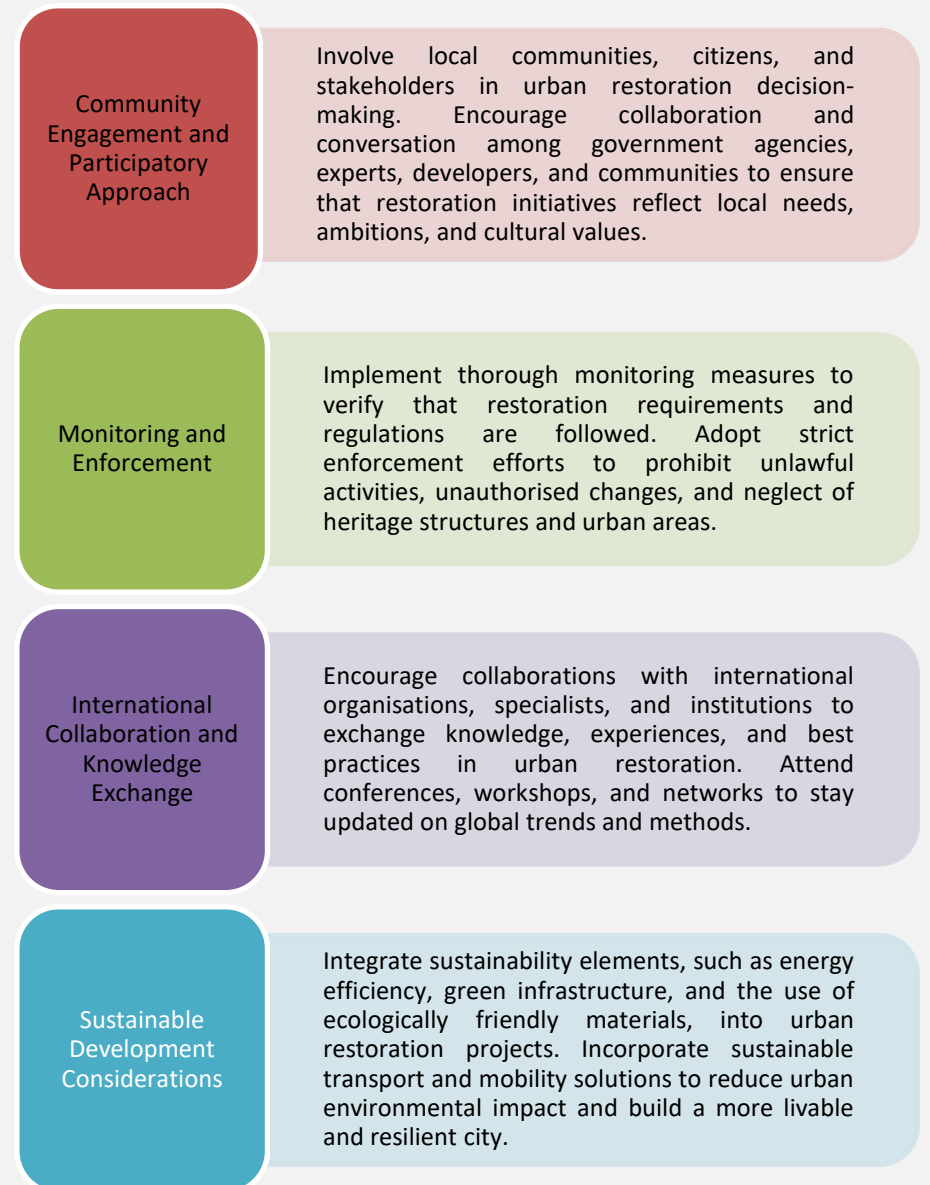 Community
Engagement and
Participatory
Approach
Involve local communities, citizens, and
stakeholders in urban restoration decision-
making. Encourage collaboration and
conversation among government agencies,
experts, developers, and communities to ensure
that restoration initiatives reflect local needs,
ambitions, and cultural values.
Monitoring and
Enforcement
Implement thorough monitoring measures to
verify that restoration requirements and
regulations are followed. Adopt strict
enforcement efforts to prohibit unlawful
activities, unauthorised changes, and neglect of
heritage structures and urban areas.
International
Collaboration and
Knowledge
Exchange
Encourage collaborations with international
organisations, specialists, and institutions to
exchange knowledge, experiences, and best
practices in urban restoration. Attend
conferences, workshops, and networks to stay
updated on global trends and methods.
Sustainable
Development
Considerations
Integrate sustainability elements, such as energy
efficiency, green infrastructure, and the use of
ecologically friendly materials, into urban
restoration projects. Incorporate sustainable
transport and mobility solutions to reduce urban
environmental impact and build a more livable
and resilient city.